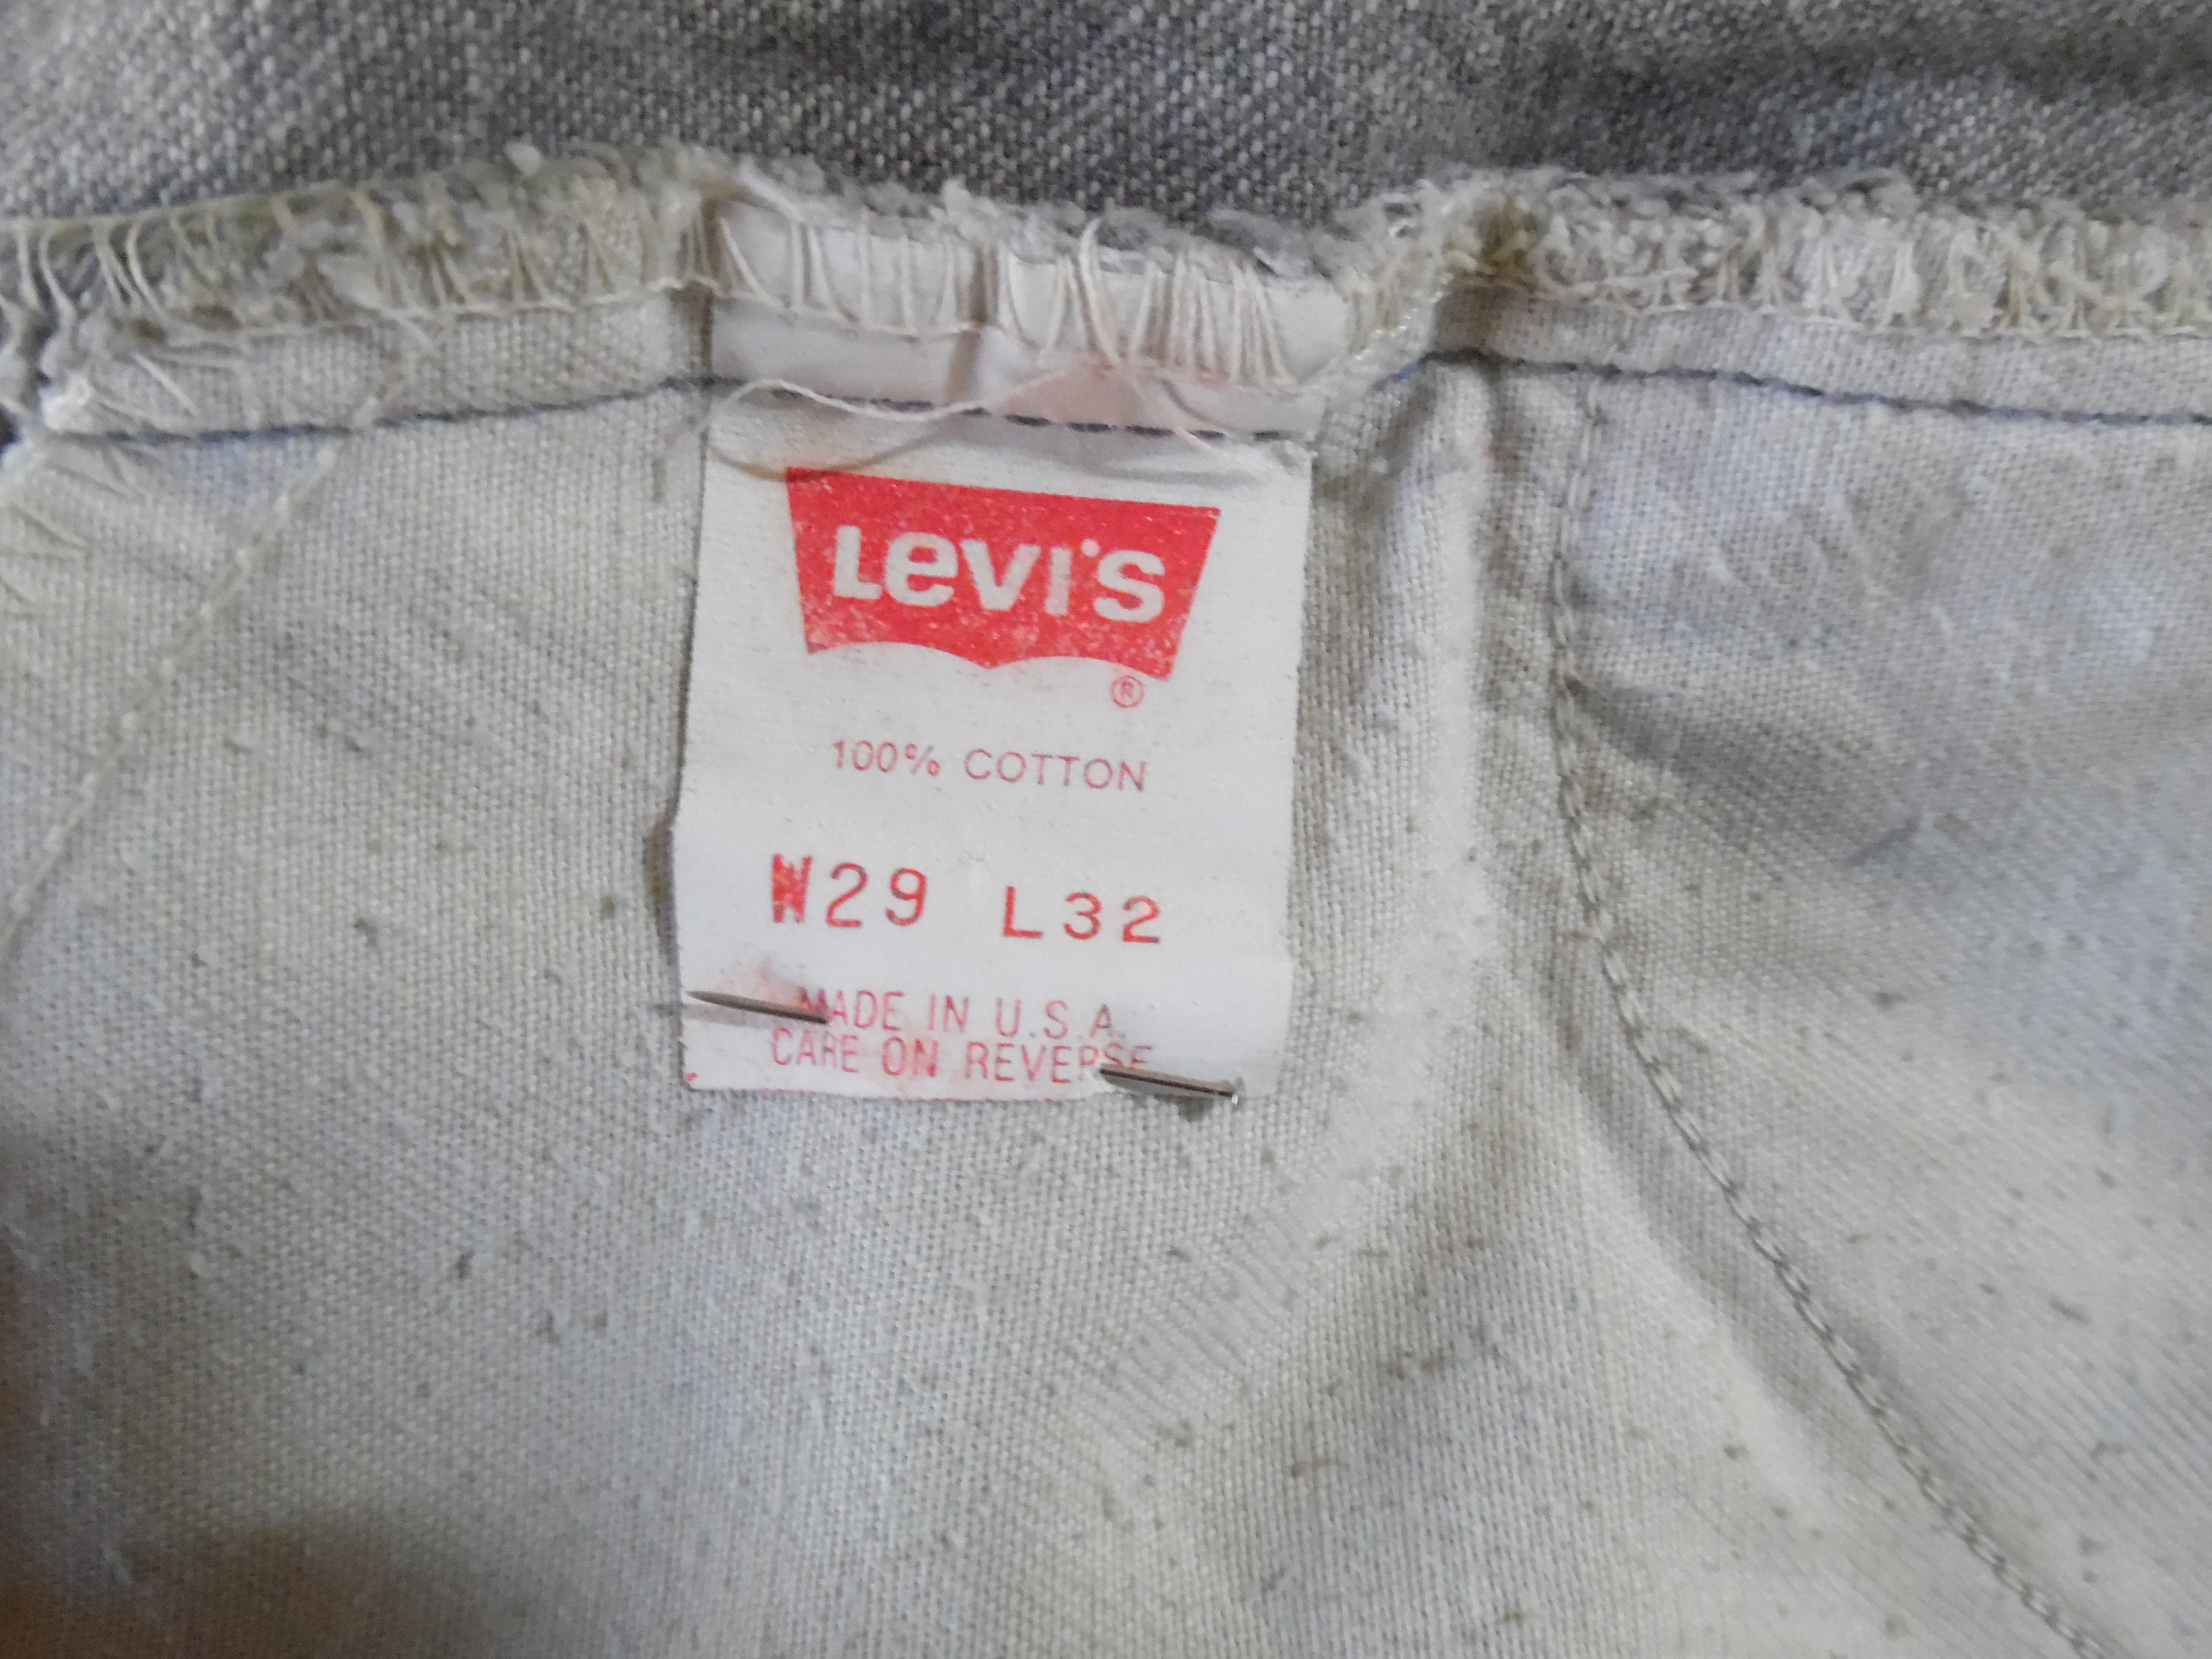 LEVI'S
®
100% COTTON
W29 L32
MADE IN U.S.A.
CARE ON REVERSE